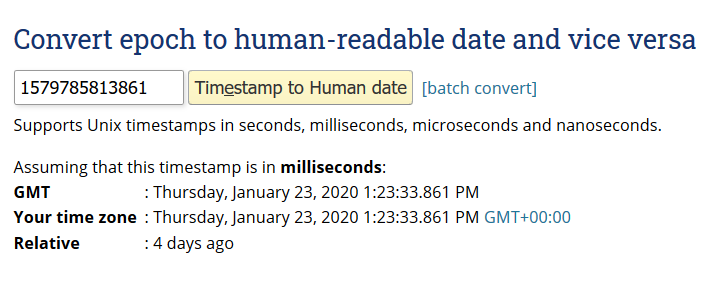 Convert epoch to human-readable date and vice versa
1579785813861 Timestamp to Human date [batch convert]
Supports Unix timestamps in seconds, milliseconds, microseconds and nanoseconds.
Assuming that this timestamp is in milliseconds:
GMT : Thursday, January 23, 2020 1:23:33.861 PM
Your time zone : Thursday, January 23, 2020 1:23:33.861 PM GMT+00:00
Relative : 4 days ago